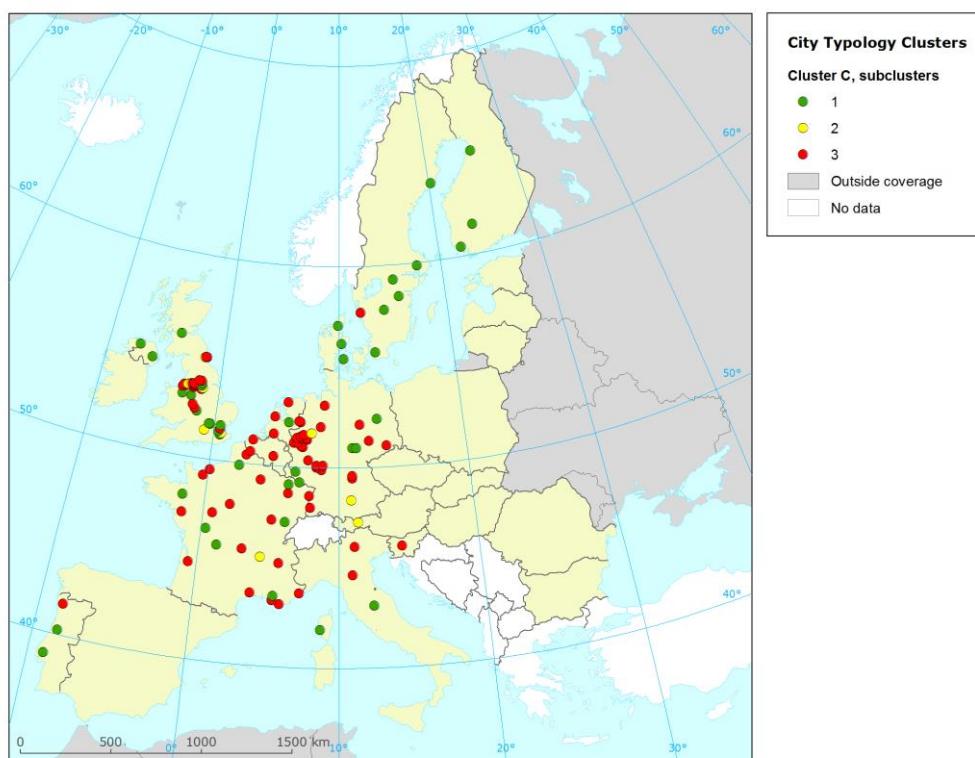 -30° -20° -10° 0° 10° 20° 30° 40° 50° 60°
60°
60°
50°
50°
40°
40°
0 500 1000 1500 km
0° 10° 20° 30°
City Typology Clusters
Cluster C, subclusters
1
2
3
Outside coverage
No data